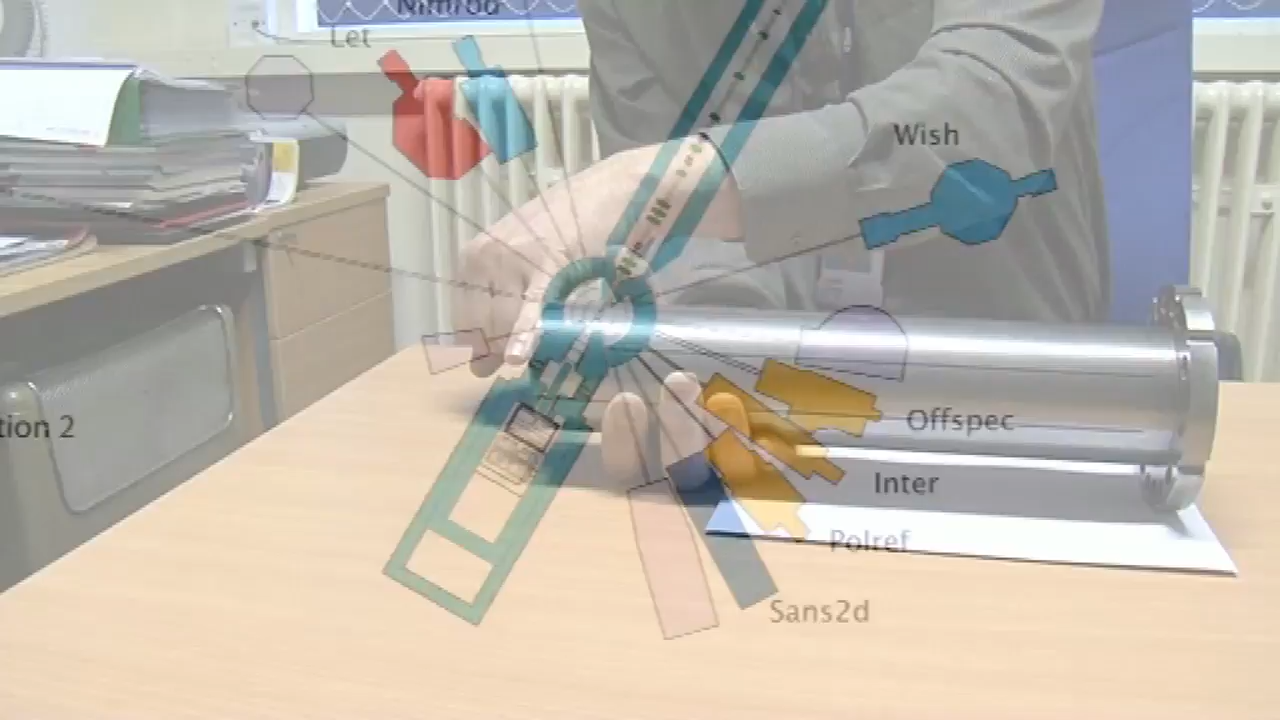 Nimrod
Let
Wish
Offspec
tion 2
Inter
Polref
Sans2d